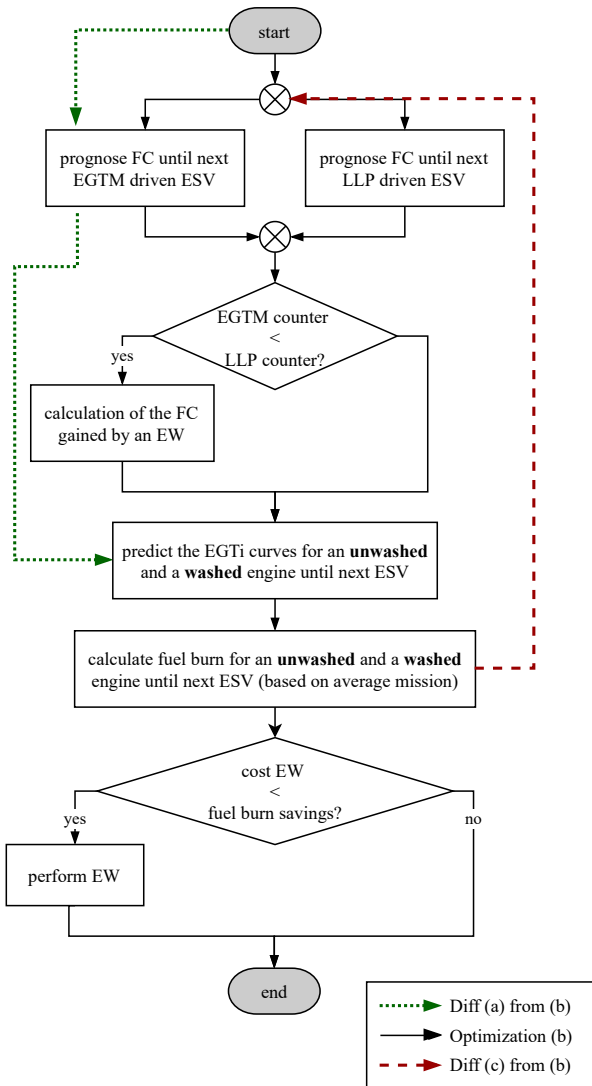 start
prognose FC until next
EGTM driven ESV
prognose FC until next
LLP driven ESV
EGTM counter
<
LLP counter?
yes
calculation of the FC
gained by an EW
predict the EGTi curves for an unwashed
and a washed engine until next ESV
calculate fuel burn for an unwashed and a washed
engine until next ESV (based on average mission)
cost EW
<
fuel burn savings?
yes
no
perform EW
end
Diff (a) from (b)
Optimization (b)
Diff (c) from (b)